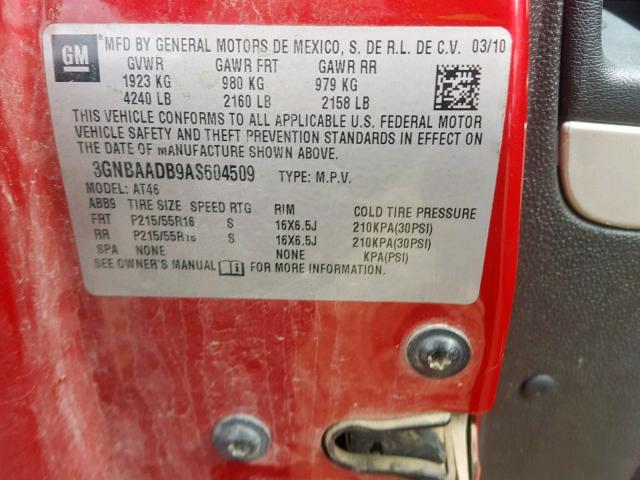 GM
MFD BY GENERAL MOTORS DE MEXICO, S. DE R.L. DE C.V. 03/10
GVWR GAWR FRT GAWR RR
1923 KG 980 KG 979 KG
4240 LB 2160 LB 2158 LB
THIS VEHICLE CONFORMS TO ALL APPLICABLE U.S. FEDERAL MOTOR
VEHICLE SAFETY AND THEFT PREVENTION STANDARDS IN EFFECT ON
THE DATE OF MANUFACTURE SHOWN ABOVE.
3GNBAADB9AS604509 TYPE: M.P.V.
MODEL: AT46
ABB9 TIRE SIZE SPEED RTG RIM COLD TIRE PRESSURE
FRT P215/55R16 S 16X6.5J 210KPA(30PSI)
RR P215/55R16 S 16X6.5J 210KPA(30PSI)
SPA NONE NONE KPA(PSI)
SEE OWNER'S MANUAL FOR MORE INFORMATION.